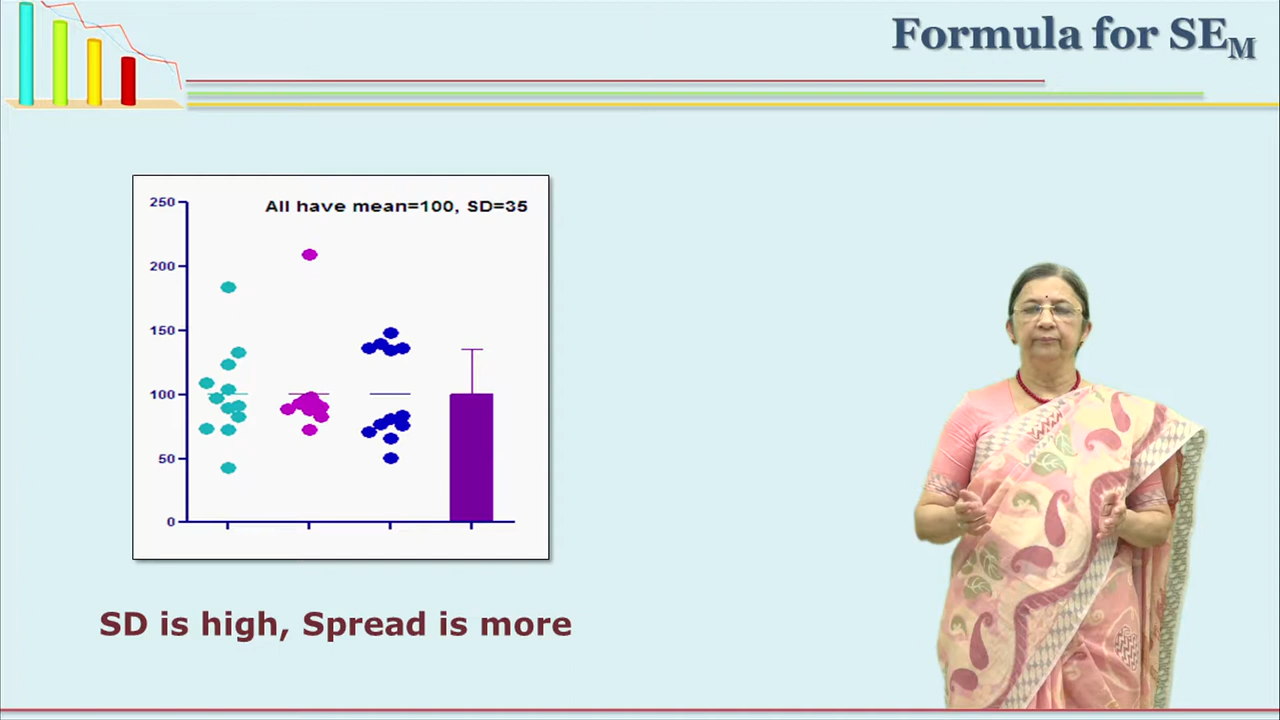 Formula for SEM
All have mean=100, SD=35
250
200
150
100
50
0
SD is high, Spread is more